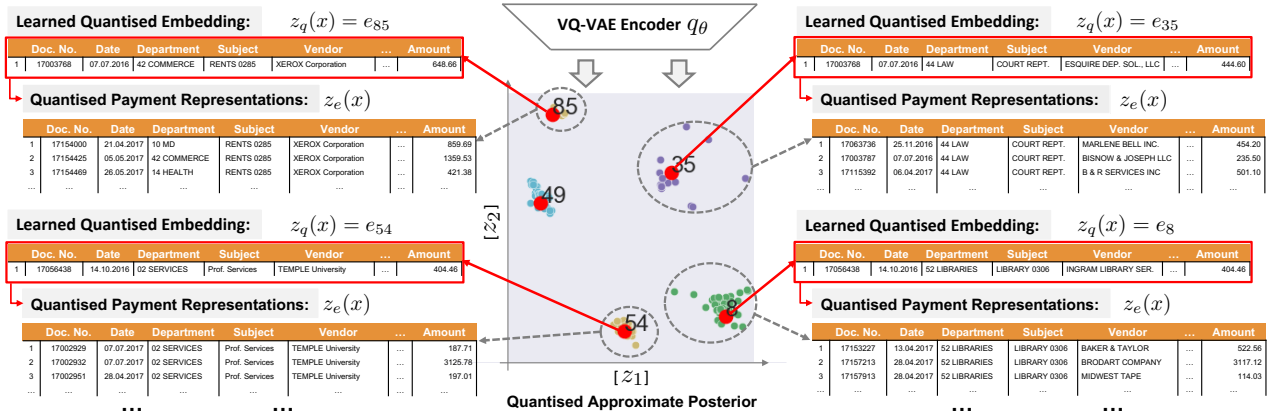 Learned Quantised Embedding: z_q(x) = e_85
Doc. No. Date Department Subject Vendor ... Amount
1 17003768 07.07.2016 42 COMMERCE RENTS 0285 XEROX Corporation ... 648.66
Quantised Payment Representations: z_e(x)
Doc. No. Date Department Subject Vendor ... Amount
1 17154000 21.04.2017 10 MD RENTS 0285 XEROX Corporation ... 859.69
2 17154425 05.05.2017 42 COMMERCE RENTS 0285 XEROX Corporation ... 1359.53
3 17154469 26.05.2017 14 HEALTH RENTS 0285 XEROX Corporation ... 421.38
... ... ... ... ... ... ...
Learned Quantised Embedding: z_q(x) = e_54
Doc. No. Date Department Subject Vendor ... Amount
1 17056438 14.10.2016 02 SERVICES Prof. Services TEMPLE University ... 404.46
Quantised Payment Representations: z_e(x)
Doc. No. Date Department Subject Vendor ... Amount
1 17002929 07.07.2017 02 SERVICES Prof. Services TEMPLE University ... 187.71
2 17002932 07.07.2017 02 SERVICES Prof. Services TEMPLE University ... 3125.78
3 17002951 28.04.2017 02 SERVICES Prof. Services TEMPLE University ... 197.01
... ... ... ... ... ... ...
... ...
VQ-VAE Encoder q_θ
85
35
49
54
8
[z_2]
[z_1]
Quantised Approximate Posterior
Learned Quantised Embedding: z_q(x) = e_35
Doc. No. Date Department Subject Vendor ... Amount
1 17003768 07.07.2016 44 LAW COURT REPT. ESQUIRE DEP. SOL., LLC ... 444.60
Quantised Payment Representations: z_e(x)
Doc. No. Date Department Subject Vendor ... Amount
1 17063736 25.11.2016 44 LAW COURT REPT. MARLENE BELL INC. ... 454.20
2 17003787 07.07.2016 44 LAW COURT REPT. BISNOW & JOSEPH LLC ... 235.50
3 17115392 06.04.2017 44 LAW COURT REPT. B & R SERVICES INC ... 501.10
... ... ... ... ... ... ...
Learned Quantised Embedding: z_q(x) = e_8
Doc. No. Date Department Subject Vendor ... Amount
1 17056438 14.10.2016 52 LIBRARIES LIBRARY 0306 INGRAM LIBRARY SER. ... 404.46
Quantised Payment Representations: z_e(x)
Doc. No. Date Department Subject Vendor ... Amount
1 17153227 13.04.2017 52 LIBRARIES LIBRARY 0306 BAKER & TAYLOR ... 522.56
2 17157213 28.04.2017 52 LIBRARIES LIBRARY 0306 BRODART COMPANY ... 3117.12
3 17157913 28.04.2017 52 LIBRARIES LIBRARY 0306 MIDWEST TAPE ... 114.03
... ... ... ... ... ... ...
... ...